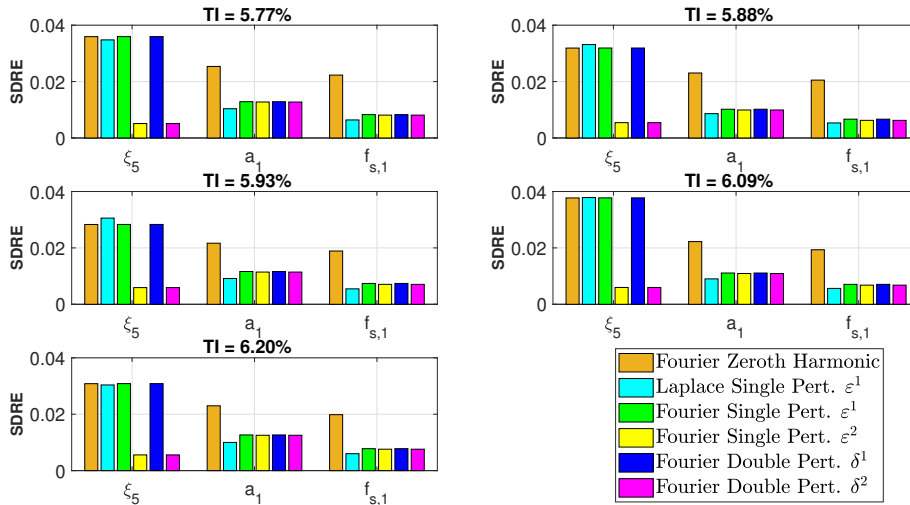 TI = 5.77%
0.04
0.02
0
SDRE
ξ5
a1
fs,1
TI = 5.88%
0.04
0.02
0
SDRE
ξ5
a1
fs,1
TI = 5.93%
0.04
0.02
0
SDRE
ξ5
a1
fs,1
TI = 6.09%
0.04
0.02
0
SDRE
ξ5
a1
fs,1
TI = 6.20%
0.04
0.02
0
SDRE
ξ5
a1
fs,1
Fourier Zeroth Harmonic
Laplace Single Pert. ε¹
Fourier Single Pert. ε¹
Fourier Single Pert. ε²
Fourier Double Pert. δ¹
Fourier Double Pert. δ²